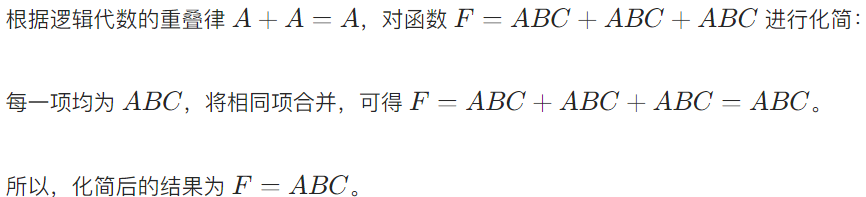 根据逻辑代数的重叠律 A + A = A，对函数 F = ABC + ABC + ABC 进行化简：
每一项均为 ABC，将相同项合并，可得 F = ABC + ABC + ABC = ABC。
所以，化简后的结果为 F = ABC。